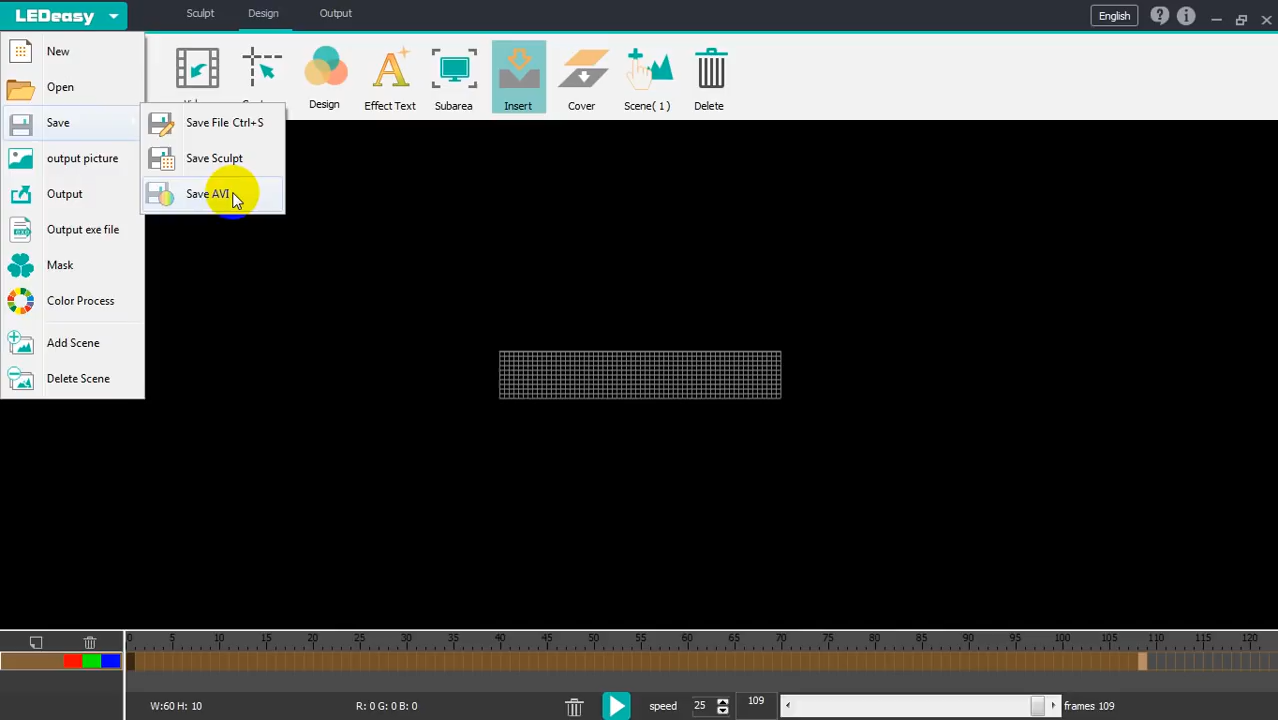 LEDeasy
Sculpt
Design
Output
English
New
Open
Save
output picture
Output
Output exe file
Mask
Color Process
Add Scene
Delete Scene
Save File Ctrl+S
Save Sculpt
Save AVI
Design
Effect Text
Subarea
Insert
Cover
Scene( 1 )
Delete
0 5 10 15 20 25 30 35 40 45 50 55 60 65 70 75 80 85 90 95 100 105 110 115 120
W:60 H: 10
R: 0 G: 0 B: 0
speed
25
109
frames 109